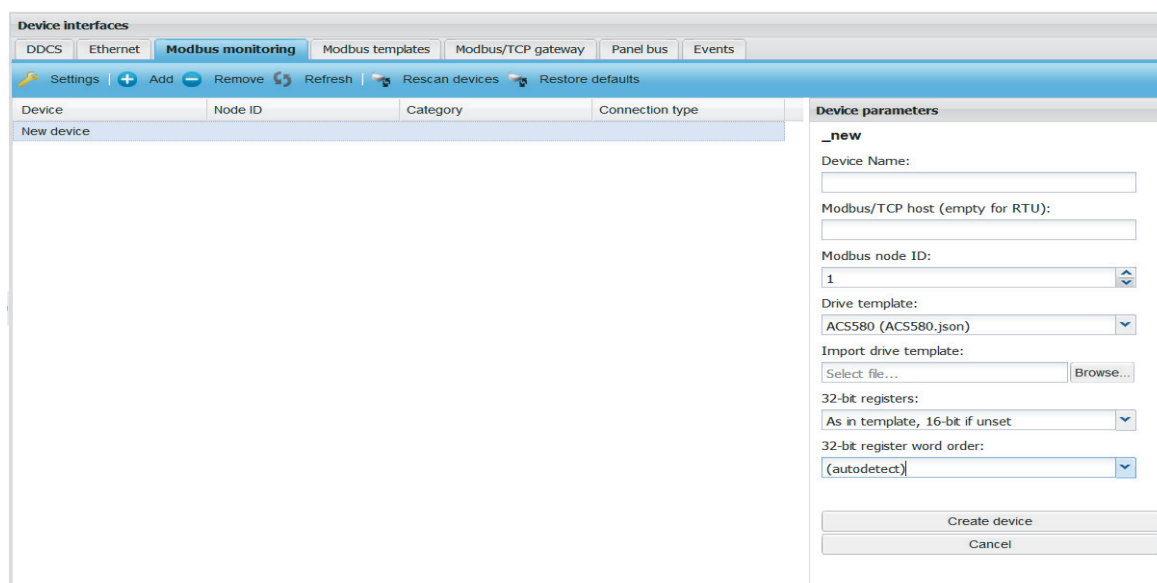 Device interfaces
DDCS Ethernet Modbus monitoring Modbus templates Modbus/TCP gateway Panel bus Events
Settings Add Remove Refresh Rescan devices Restore defaults
Device Node ID Category Connection type
New device
Device parameters
_new
Device Name:
Modbus/TCP host (empty for RTU):
Modbus node ID:
1
Drive template:
ACS580 (ACS580.json)
Import drive template:
Select file... Browse...
32-bit registers:
As in template, 16-bit if unset
32-bit register word order:
(autodetect)
Create device
Cancel